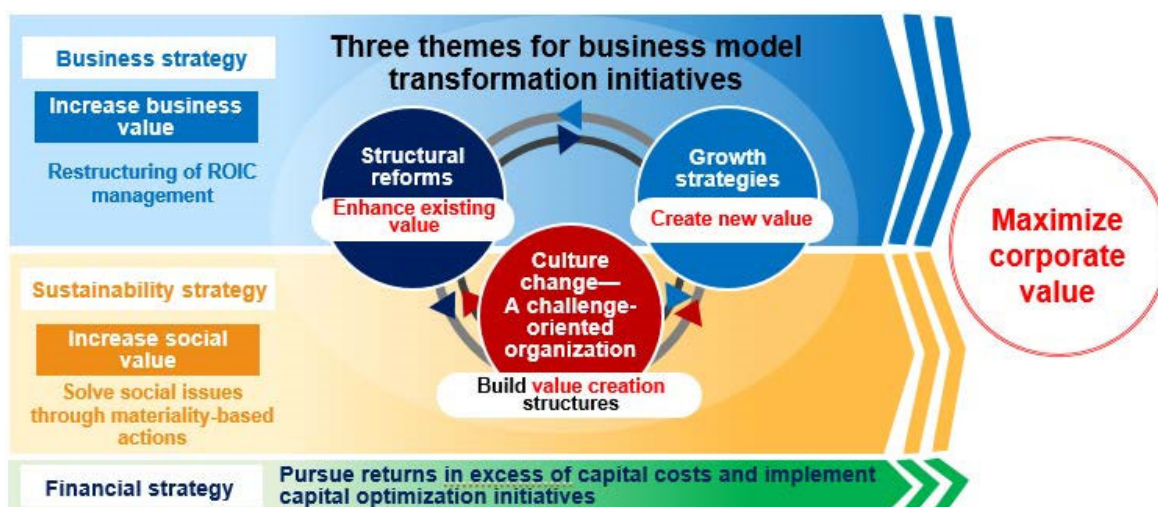 Business strategy
Increase business
value
Restructuring of ROIC
management
Three themes for business model
transformation initiatives
Structural
reforms
Enhance existing
value
Growth
strategies
Create new value
Culture
change—
A challenge-
oriented
organization
Build value creation
structures
Sustainability strategy
Increase social
value
Solve social issues
through materiality-based
actions
Financial strategy
Pursue returns in excess of capital costs and implement
capital optimization initiatives
Maximize
corporate
value